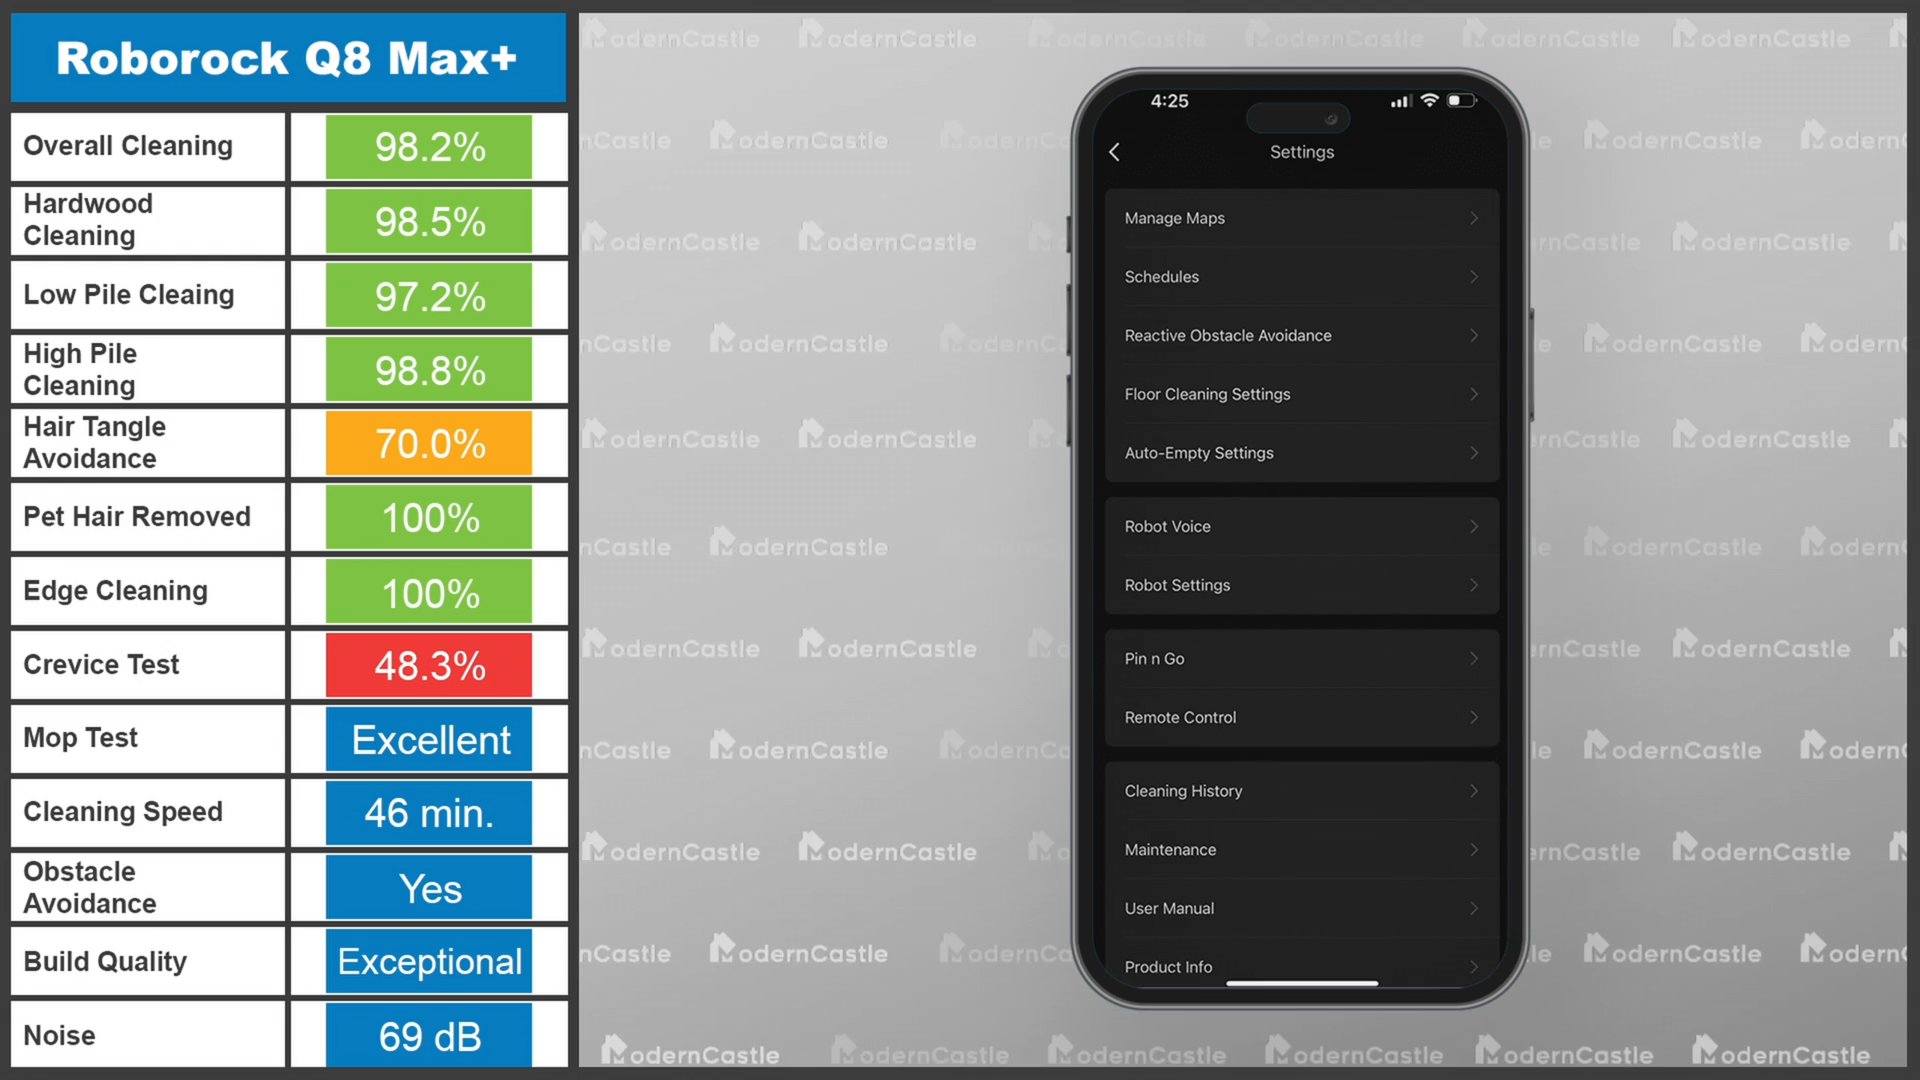 Roborock Q8 Max+
Overall Cleaning
98.2%
Hardwood
Cleaning
98.5%
Low Pile Cleaing
97.2%
High Pile
Cleaning
98.8%
Hair Tangle
Avoidance
70.0%
Pet Hair Removed
100%
Edge Cleaning
100%
Crevice Test
48.3%
Mop Test
Excellent
Cleaning Speed
46 min.
Obstacle
Avoidance
Yes
Build Quality
Exceptional
Noise
69 dB
4:25
Settings
Manage Maps
Schedules
Reactive Obstacle Avoidance
Floor Cleaning Settings
Auto-Empty Settings
Robot Voice
Robot Settings
Pin n Go
Remote Control
Cleaning History
Maintenance
User Manual
Product Info
ModernCastle